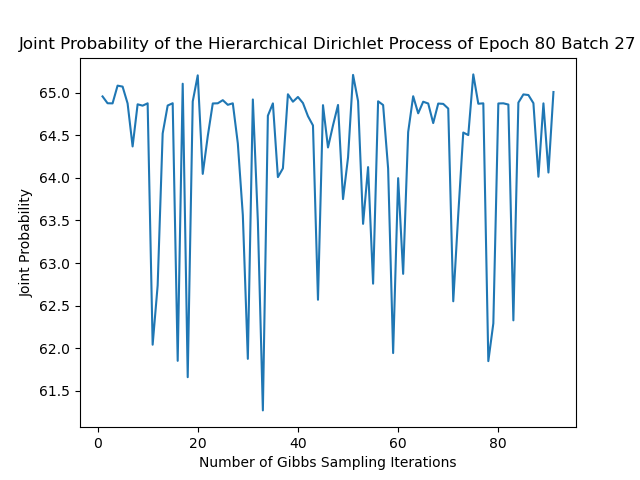 Joint Probability of the Hierarchical Dirichlet Process of Epoch 80 Batch 27
Joint Probability
65.0
64.5
64.0
63.5
63.0
62.5
62.0
61.5
0 20 40 60 80
Number of Gibbs Sampling Iterations